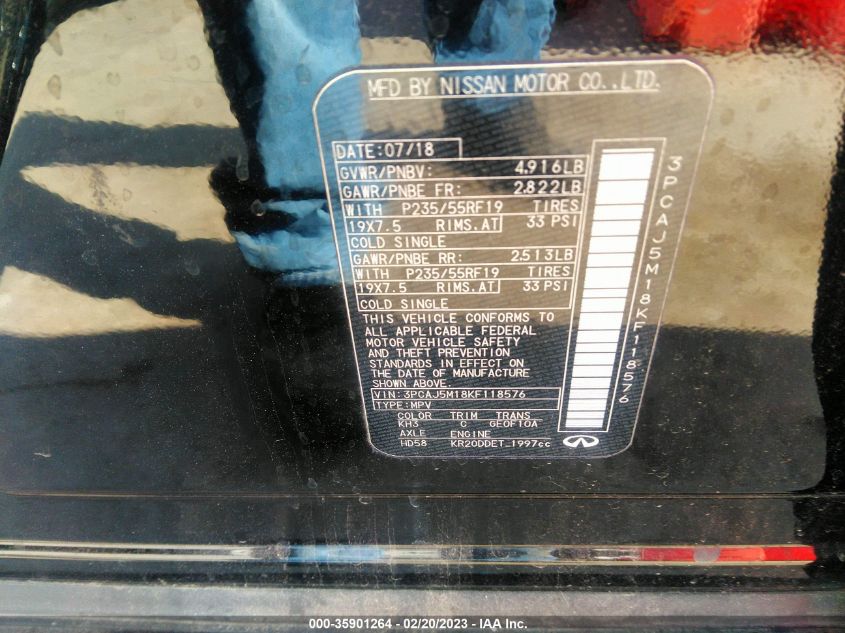 MFD BY NISSAN MOTOR CO.,LTD.
DATE:07/18
GVWR/PNBV: 4,916LB
GAWR/PNBE FR: 2,822LB
WITH P235/55RF19 TIRES
19X7.5 RIMS.AT 33 PSI
COLD SINGLE
GAWR/PNBE RR: 2,513LB
WITH P235/55RF19 TIRES
19X7.5 RIMS.AT 33 PSI
COLD SINGLE
THIS VEHICLE CONFORMS TO
ALL APPLICABLE FEDERAL
MOTOR VEHICLE SAFETY
AND THEFT PREVENTION
STANDARDS IN EFFECT ON
THE DATE OF MANUFACTURE
SHOWN ABOVE.
VIN:3PCAJ5M18KF118576
TYPE:MPV
COLOR TRIM TRANS
KH3 C GE0F10A
AXLE ENGINE
HD58 KR20DDET 1997cc
3PCAJ5M18KF118576
000-35901264 - 02/20/2023 - IAA Inc.